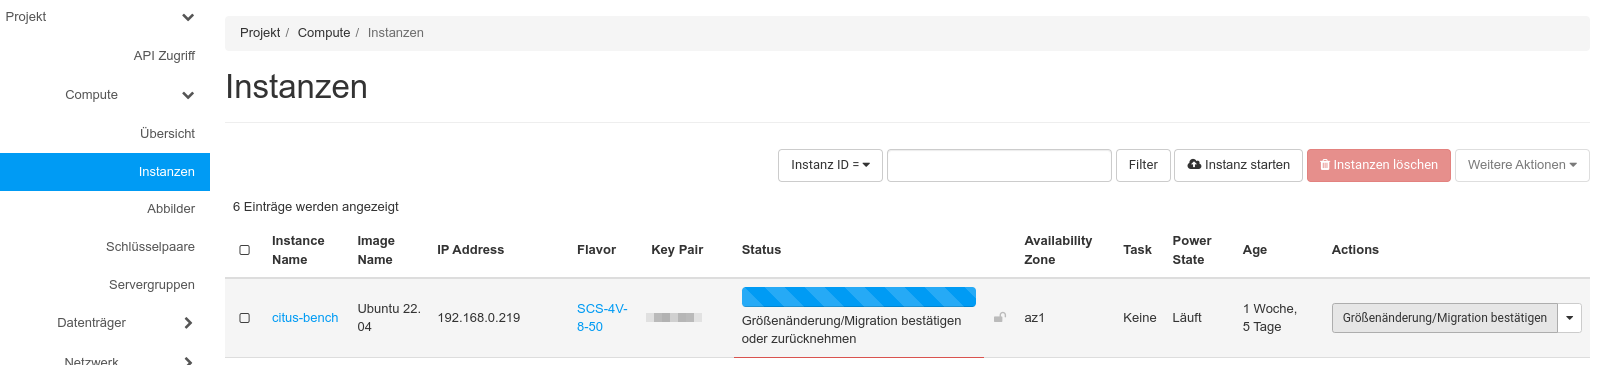 Projekt
API Zugriff
Compute
Übersicht
Instanzen
Abbilder
Schlüsselpaare
Servergruppen
Datenträger
Netzwerk
Projekt / Compute / Instanzen
Instanzen
Instanz ID = Filter Instanz starten Instanzen löschen Weitere Aktionen
6 Einträge werden angezeigt
Instance Name Image Name IP Address Flavor Key Pair Status Availability Zone Task Power State Age Actions
citus-bench Ubuntu 22.04 192.168.0.219 SCS-4V-8-50 Größenänderung/Migration bestätigen oder zurücknehmen az1 Keine Läuft 1 Woche, 5 Tage Größenänderung/Migration bestätigen